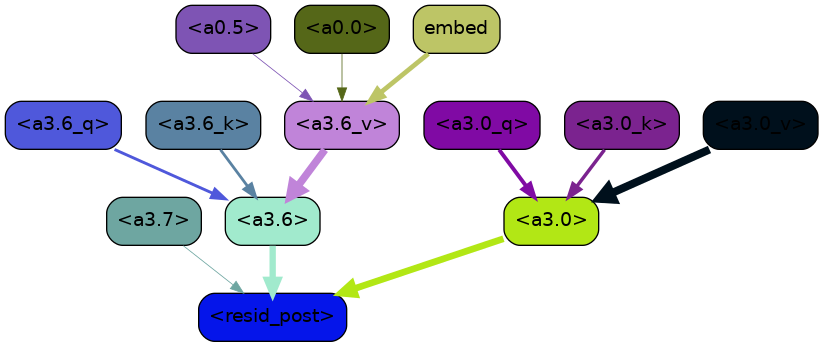 <a0.5> <a0.0> embed
<a3.6_q> <a3.6_k> <a3.6_v> <a3.0_q> <a3.0_k> <a3.0_v>
<a3.7> <a3.6> <a3.0>
<resid_post>